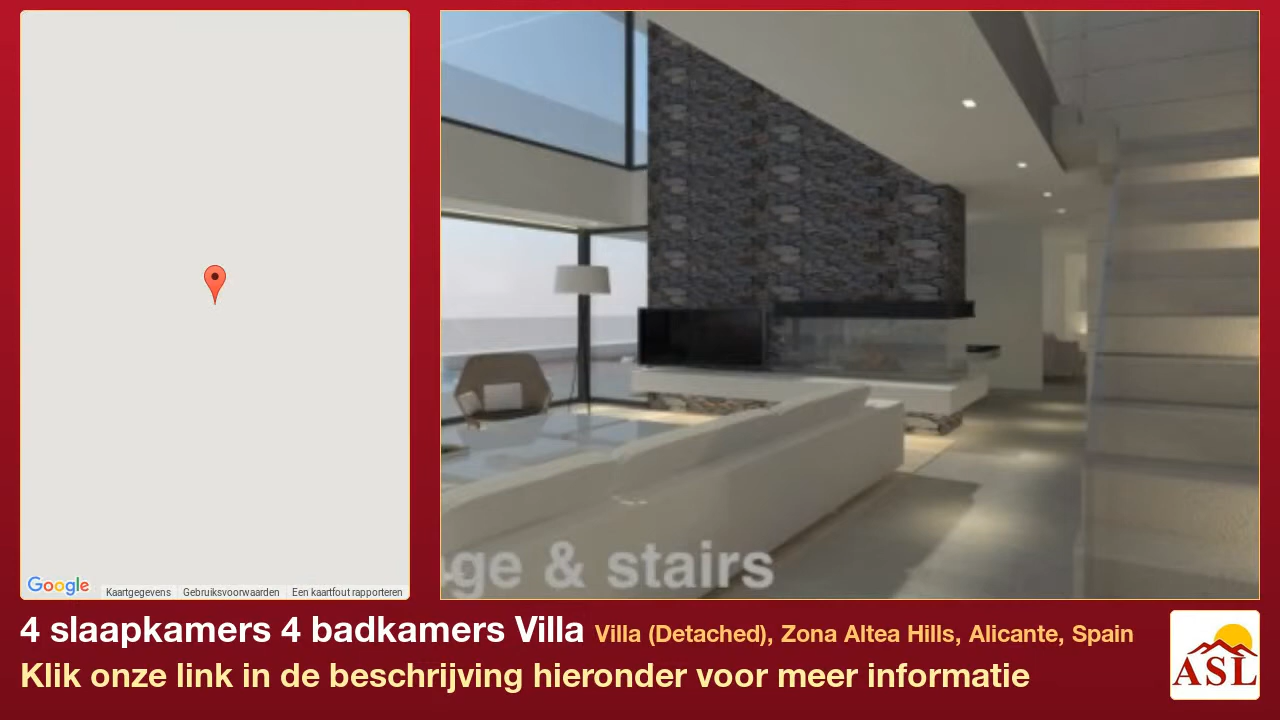 ge & stairs
Google
Kaartgegevens
Gebruiksvoorwaarden
Een kaartfout rapporteren
4 slaapkamers 4 badkamers Villa Villa (Detached), Zona Altea Hills, Alicante, Spain
Klik onze link in de beschrijving hieronder voor meer informatie
ASL